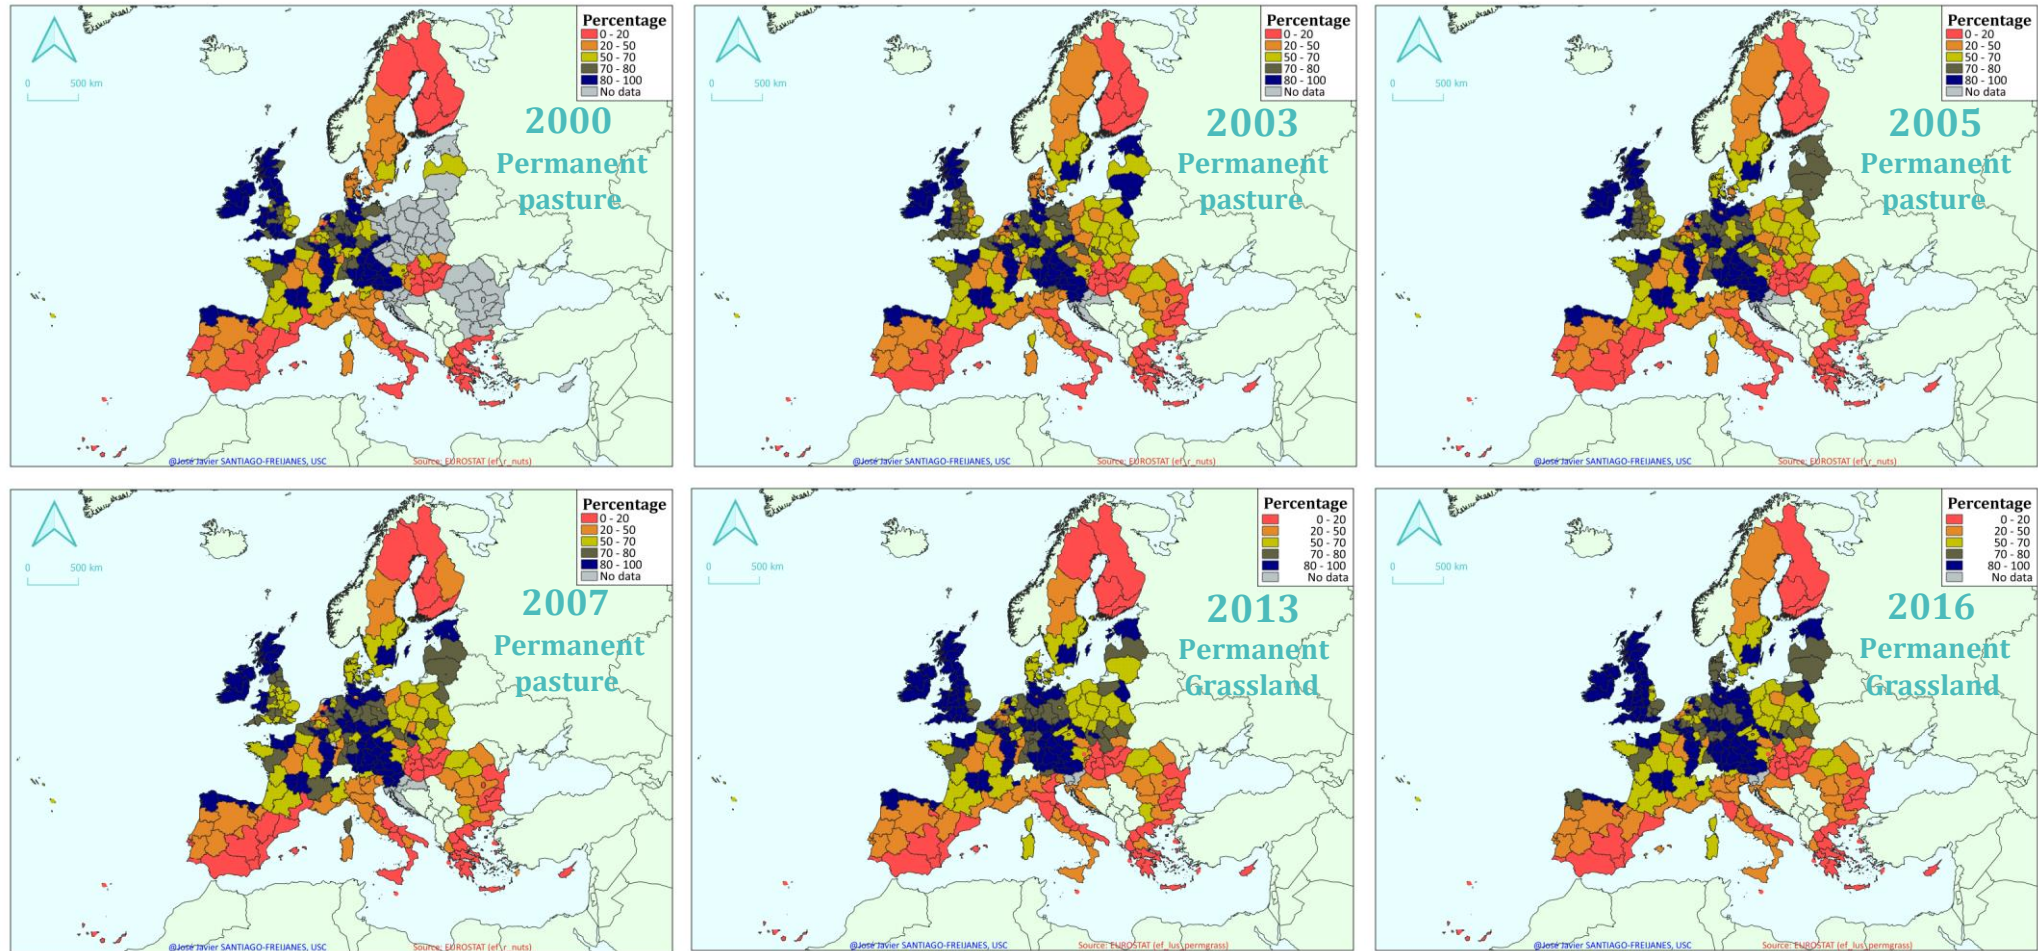 Percentage
0 - 20
20 - 50
50 - 70
70 - 80
80 - 100
No data
0 500 km
2000
Permanent
pasture
@José Javier SANTIAGO-FREIJANES, USC Source: EUROSTAT (ef_r_nuts)
Percentage
0 - 20
20 - 50
50 - 70
70 - 80
80 - 100
No data
0 500 km
2003
Permanent
pasture
@José Javier SANTIAGO-FREIJANES, USC Source: EUROSTAT (ef_r_nuts)
Percentage
0 - 20
20 - 50
50 - 70
70 - 80
80 - 100
No data
0 500 km
2005
Permanent
pasture
@José Javier SANTIAGO-FREIJANES, USC Source: EUROSTAT (ef_r_nuts)
Percentage
0 - 20
20 - 50
50 - 70
70 - 80
80 - 100
No data
0 500 km
2007
Permanent
pasture
@José Javier SANTIAGO-FREIJANES, USC Source: EUROSTAT (ef_r_nuts)
Percentage
0 - 20
20 - 50
50 - 70
70 - 80
80 - 100
No data
0 500 km
2013
Permanent
Grassland
@José Javier SANTIAGO-FREIJANES, USC Source: EUROSTAT (ef_lus_permgrass)
Percentage
0 - 20
20 - 50
50 - 70
70 - 80
80 - 100
No data
0 500 km
2016
Permanent
Grassland
@José Javier SANTIAGO-FREIJANES, USC Source: EUROSTAT (ef_lus_permgrass)